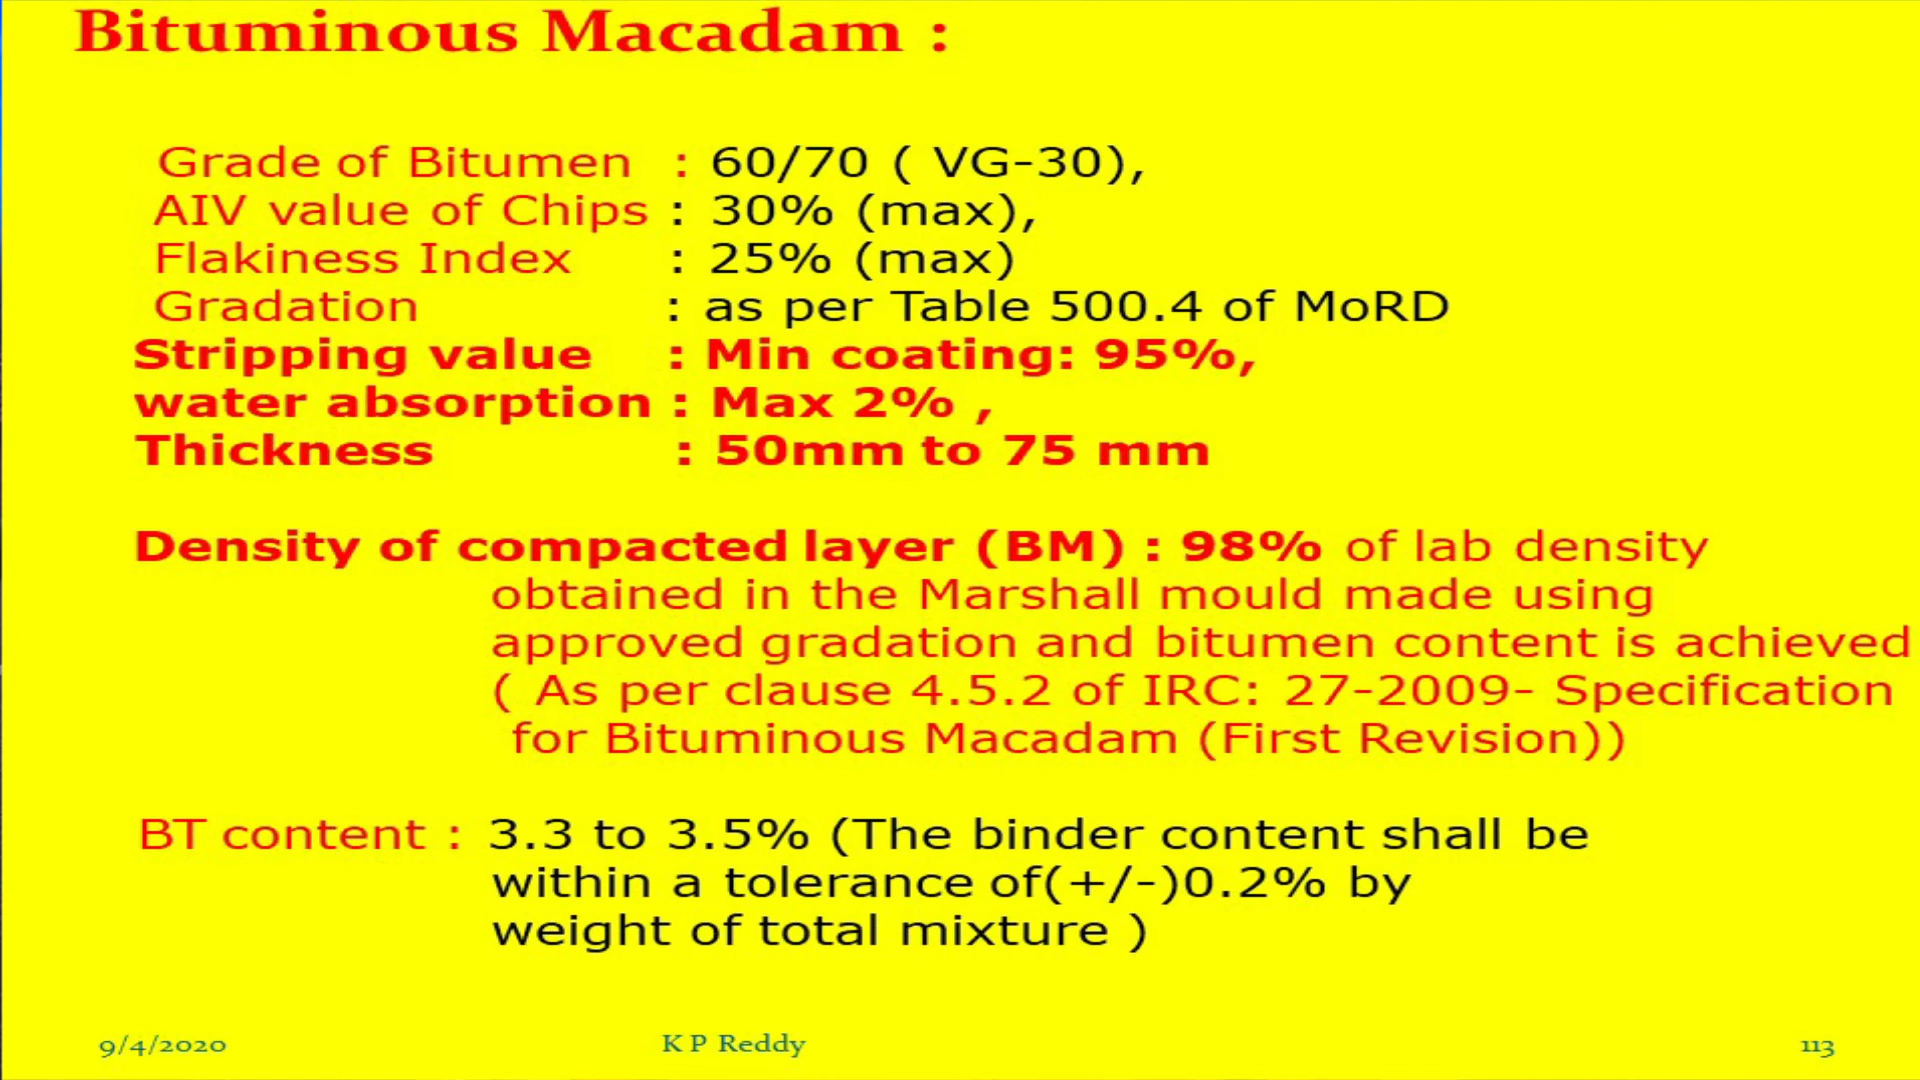 Bituminous Macadam :
Grade of Bitumen : 60/70 ( VG-30),
AIV value of Chips : 30% (max),
Flakiness Index : 25% (max)
Gradation : as per Table 500.4 of MoRD
Stripping value : Min coating: 95%,
water absorption : Max 2% ,
Thickness : 50mm to 75 mm
Density of compacted layer (BM) : 98% of lab density
obtained in the Marshall mould made using
approved gradation and bitumen content is achieved
( As per clause 4.5.2 of IRC: 27-2009- Specification
for Bituminous Macadam (First Revision))
BT content : 3.3 to 3.5% (The binder content shall be
within a tolerance of(+/-)0.2% by
weight of total mixture )
9/4/2020 K P Reddy 113